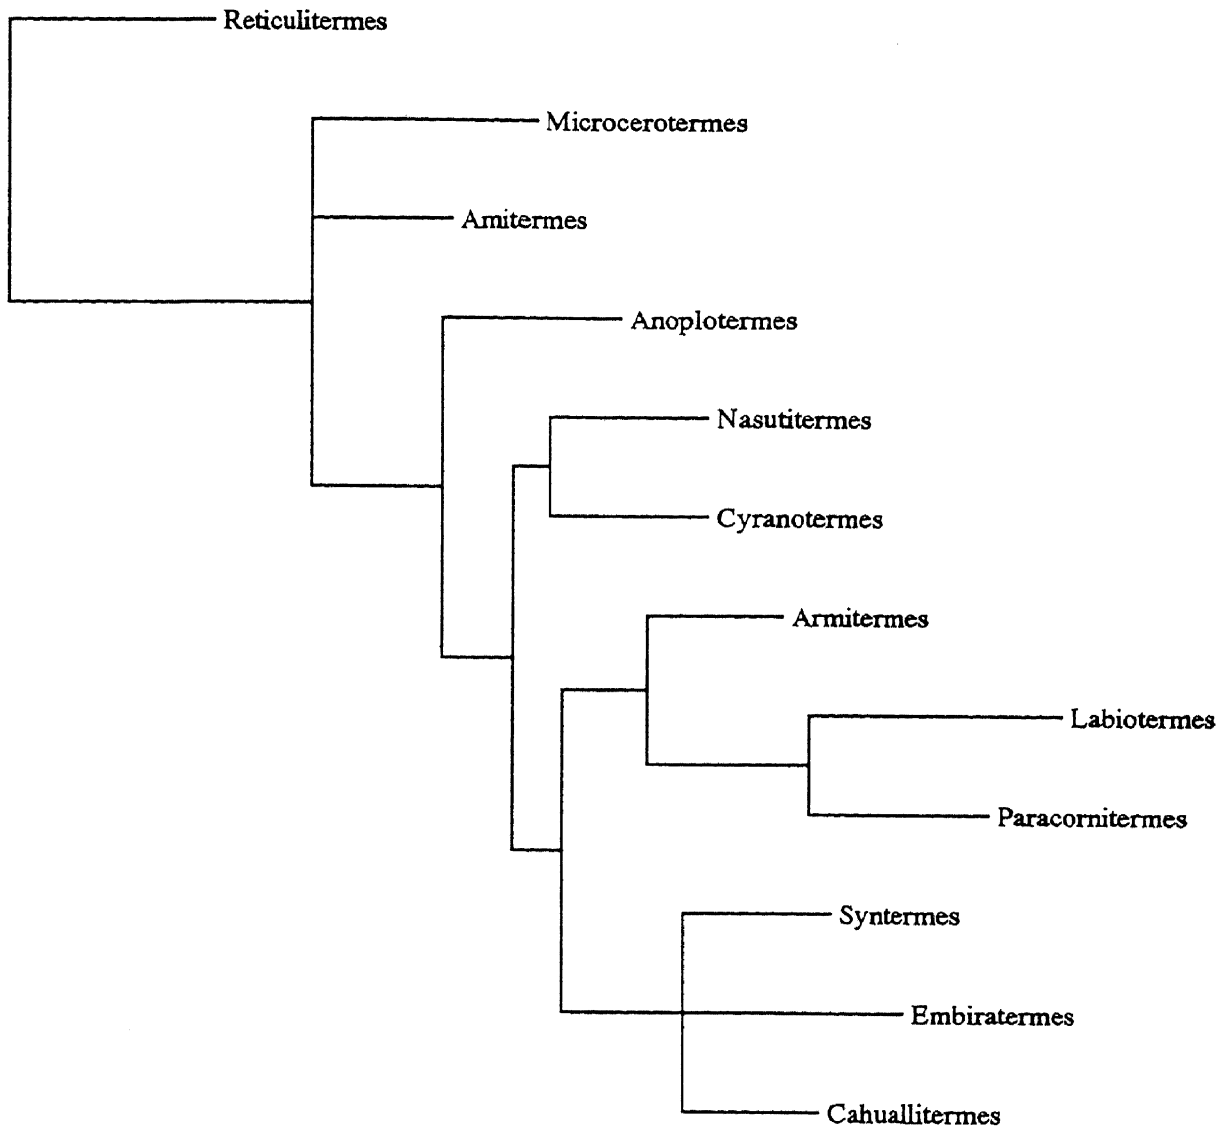 Reticulitermes
Microcerotermes
Amitermes
Anoplotermes
Nasutitermes
Cyranotermes
Armitermes
Labiotermes
Paracornitermes
Syntermes
Embiratermes
Cahuallitermes